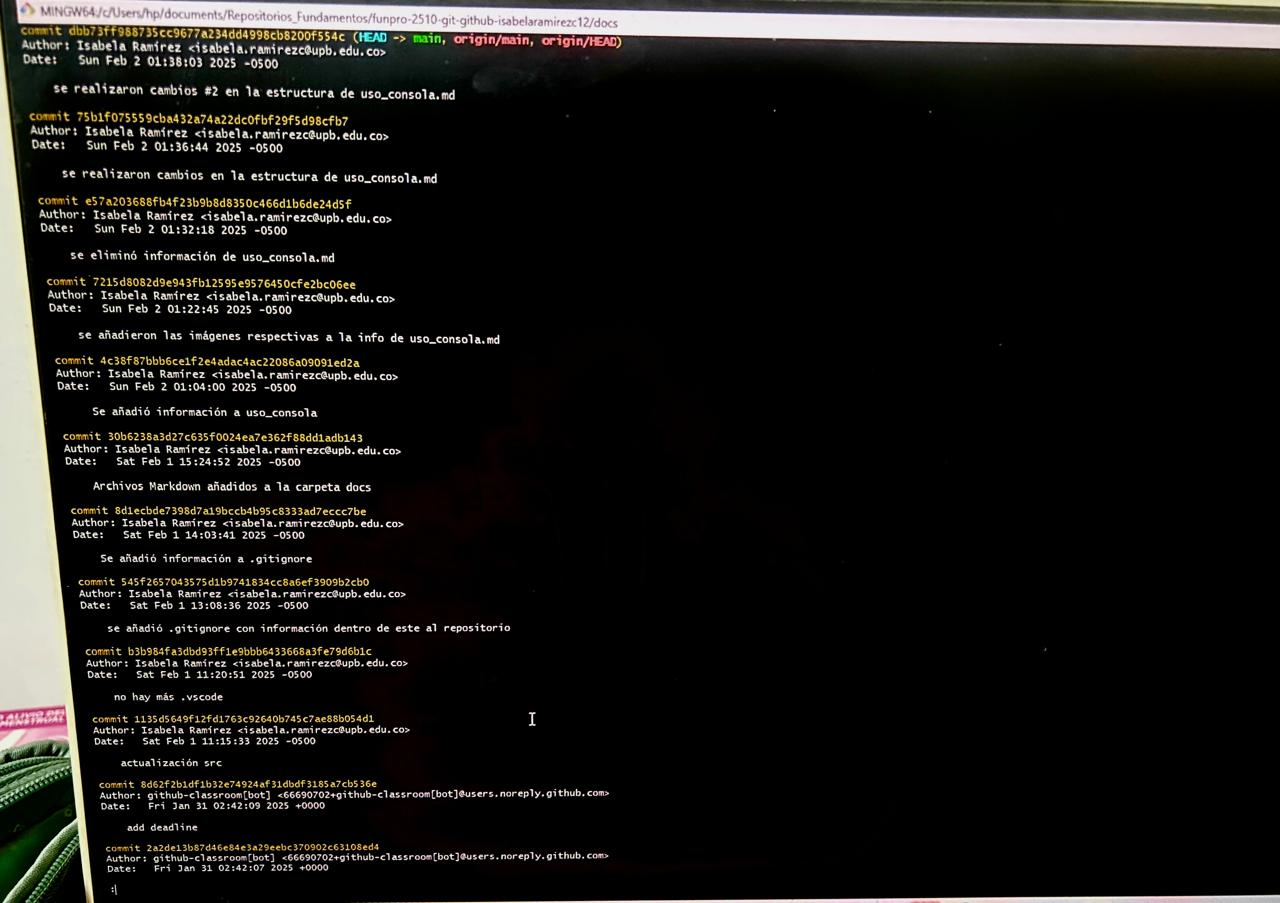 MINGW64:/c/Users/hp/documents/Repositorios_Fundamentos/funpro-2510-git-github-isabelaramirezc12/docs
commit dbb73ff988735cc9677a234dd4998cb8200f554c (HEAD -> main, origin/main, origin/HEAD)
Author: Isabela Ramírez <isabela.ramirezc@upb.edu.co>
Date: Sun Feb 2 01:38:03 2025 -0500
se realizaron cambios #2 en la estructura de uso_consola.md
commit 75b1f075559cba432a74a22dc0fbf29f5d98cfb7
Author: Isabela Ramírez <isabela.ramirezc@upb.edu.co>
Date: Sun Feb 2 01:36:44 2025 -0500
se realizaron cambios en la estructura de uso_consola.md
commit e57a203688fb4f23b9b8d8350c466d1b6de24d5f
Author: Isabela Ramírez <isabela.ramirezc@upb.edu.co>
Date: Sun Feb 2 01:32:18 2025 -0500
se eliminó información de uso_consola.md
commit 7215d8082d9e943fb12595e9576450cfe2bc06ee
Author: Isabela Ramírez <isabela.ramirezc@upb.edu.co>
Date: Sun Feb 2 01:22:45 2025 -0500
se añadieron las imágenes respectivas a la info de uso_consola.md
commit 4c38f87bbb6ce1f2e4adac4ac22086a09091ed2a
Author: Isabela Ramírez <isabela.ramirezc@upb.edu.co>
Date: Sun Feb 2 01:04:00 2025 -0500
Se añadió información a uso_consola
commit 30b6238a3d27c635f0024ea7e362f88dd1adb143
Author: Isabela Ramírez <isabela.ramirezc@upb.edu.co>
Date: Sat Feb 1 15:24:52 2025 -0500
Archivos Markdown añadidos a la carpeta docs
commit 8d1ecbde7398d7a19bccb4b95c8333ad7eccc7be
Author: Isabela Ramírez <isabela.ramirezc@upb.edu.co>
Date: Sat Feb 1 14:03:41 2025 -0500
Se añadió información a .gitignore
commit 545f2657043575d1b9741834cc8a6ef3909b2cb0
Author: Isabela Ramírez <isabela.ramirezc@upb.edu.co>
Date: Sat Feb 1 13:08:36 2025 -0500
se añadió .gitignore con información dentro de este al repositorio
commit b3b984fa3dbd93ff1e9bbb6433668a3fe79d6b1c
Author: Isabela Ramírez <isabela.ramirezc@upb.edu.co>
Date: Sat Feb 1 11:20:51 2025 -0500
no hay más .vscode
commit 1135d5649f12fd1763c92640b745c7ae88b054d1
Author: Isabela Ramírez <isabela.ramirezc@upb.edu.co>
Date: Sat Feb 1 11:15:33 2025 -0500
actualización src
commit 8d62f2b1df1b32e74924af31dbdf3185a7cb536e
Author: github-classroom[bot] <66690702+github-classroom[bot]@users.noreply.github.com>
Date: Fri Jan 31 02:42:09 2025 +0000
add deadline
commit 2a2de13b87d46e84e3a29eebc370902c63108ed4
Author: github-classroom[bot] <66690702+github-classroom[bot]@users.noreply.github.com>
Date: Fri Jan 31 02:42:07 2025 +0000
:
ALIVIO DEL
MENSTRUAL